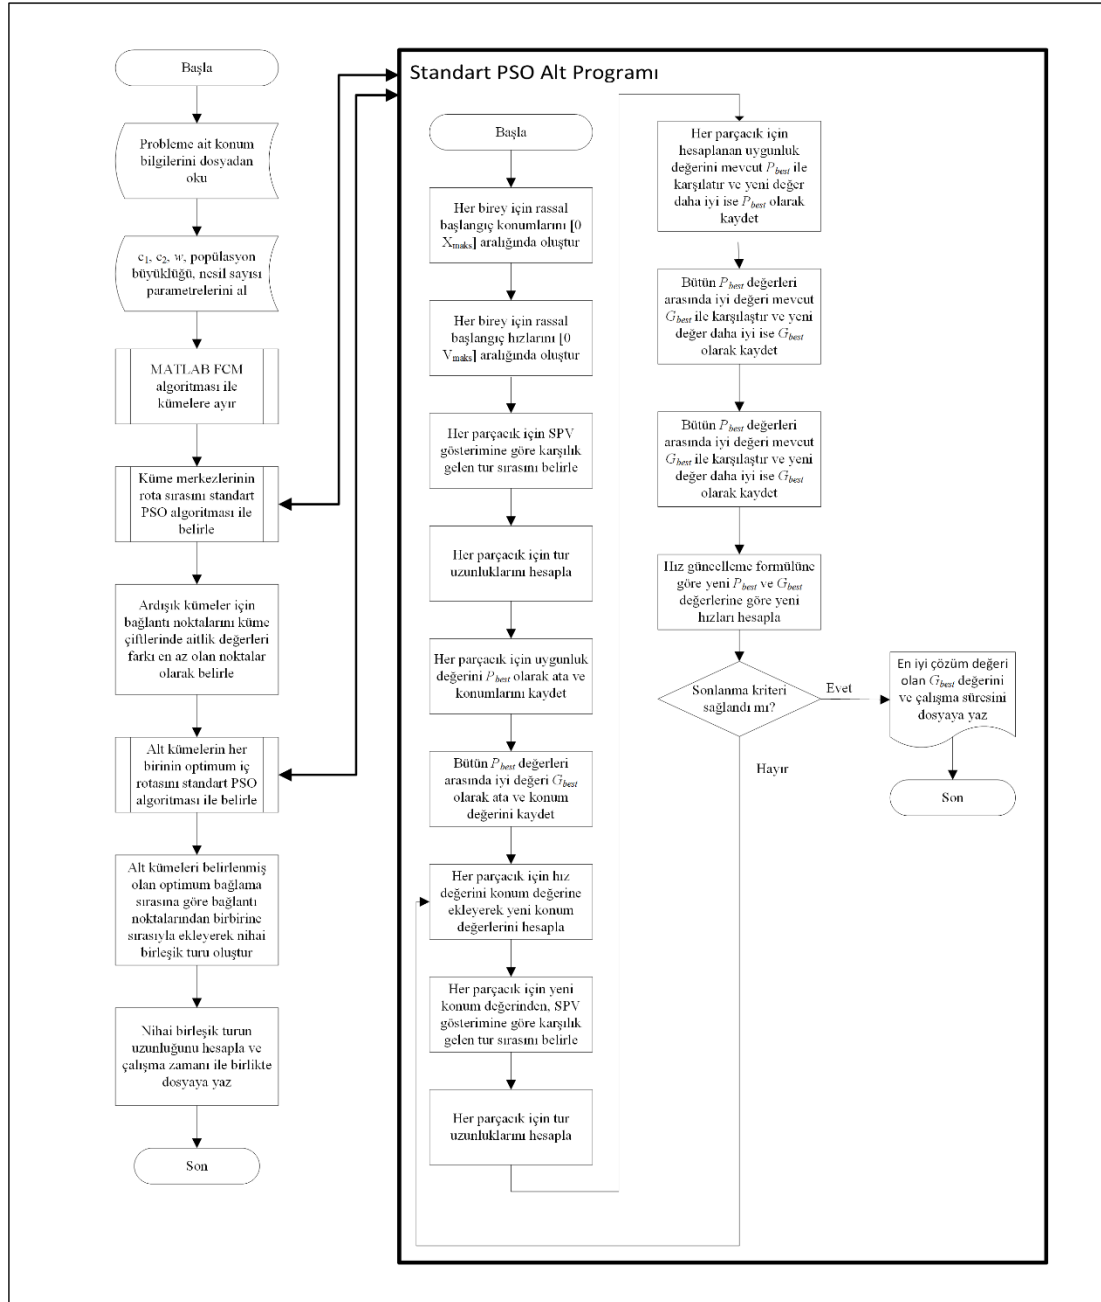 Başla
Probleme ait konum
bilgilerini dosyadan
oku
c1, c2, w, popülasyon
büyüklüğü, nesil sayısı
parametrelerini al
MATLAB FCM
algoritması ile
kümelere ayır
Küme merkezlerinin
rota sırasını standart
PSO algoritması ile
belirle
Ardışık kümeler için
bağlantı noktalarını küme
çiftlerinde aitlik değerleri
farkı en az olan noktalar
olarak belirle
Alt kümelerin her
birinin optimum iç
rotasını standart PSO
algoritması ile belirle
Alt kümeleri belirlenmiş
olan optimum bağlama
sırasına göre bağlantı
noktalarından birbirine
sırasıyla ekleyerek nihai
birleşik turu oluştur
Nihai birleşik turun
uzunluğunu hesapla ve
çalışma zamanı ile birlikte
dosyaya yaz
Son
Standart PSO Alt Programı
Başla
Her birey için rassal
başlangıç konumlarını [0
Xmaks] aralığında oluştur
Her birey için rassal
başlangıç hızlarını [0
Vmaks] aralığında oluştur
Her parçacık için SPV
gösterimine göre karşılık
gelen tur sırasını belirle
Her parçacık için tur
uzunluklarını hesapla
Her parçacık için uygunluk
değerini Pbest olarak ata ve
konumlarını kaydet
Bütün Pbest değerleri
arasında iyi değeri Gbest
olarak ata ve konum
değerini kaydet
Her parçacık için hız
değerini konum değerine
ekleyerek yeni konum
değerlerini hesapla
Her parçacık için yeni
konum değerinden, SPV
gösterimine göre karşılık
gelen tur sırasını belirle
Her parçacık için tur
uzunluklarını hesapla
Her parçacık için
hesaplanan uygunluk
değerini mevcut Pbest ile
karşılatır ve yeni değer
daha iyi ise Pbest olarak
kaydet
Bütün Pbest değerleri
arasında iyi değeri mevcut
Gbest ile karşılaştır ve yeni
değer daha iyi ise Gbest
olarak kaydet
Bütün Pbest değerleri
arasında iyi değeri mevcut
Gbest ile karşılaştır ve yeni
değer daha iyi ise Gbest
olarak kaydet
Hız güncelleme formülüne
göre yeni Pbest ve Gbest
değerlerine göre yeni
hızları hesapla
Sonlanma kriteri
sağlandı mı?
Evet
Hayır
En iyi çözüm değeri
olan Gbest değerini
ve çalışma süresini
dosyaya yaz
Son